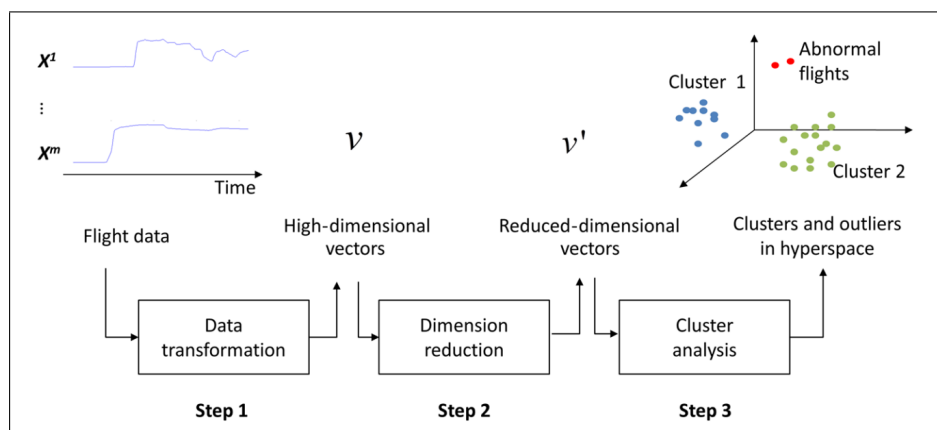 X1
Abnormal
flights
Cluster 1
⋮
Xm
v
v'
Time
Cluster 2
Flight data
High-dimensional
vectors
Reduced-dimensional
vectors
Clusters and outliers
in hyperspace
Data
transformation
Dimension
reduction
Cluster
analysis
Step 1
Step 2
Step 3